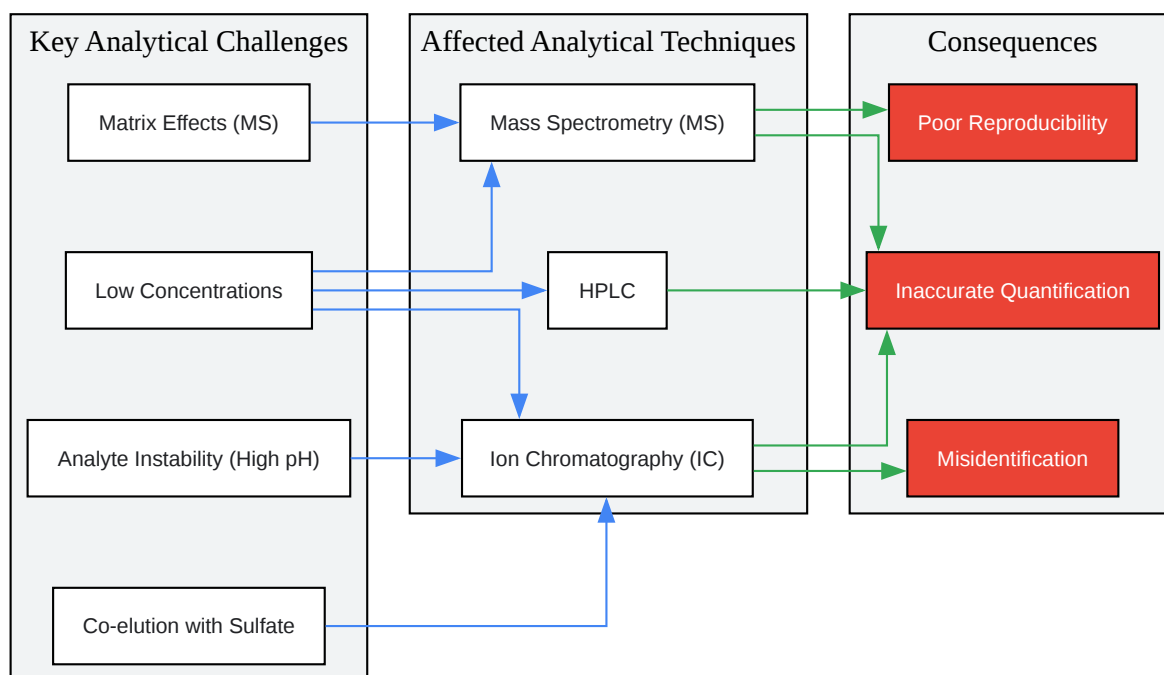 Key Analytical Challenges
Matrix Effects (MS)
Low Concentrations
Analyte Instability (High pH)
Co-elution with Sulfate
Affected Analytical Techniques
Mass Spectrometry (MS)
HPLC
Ion Chromatography (IC)
Consequences
Poor Reproducibility
Inaccurate Quantification
Misidentification